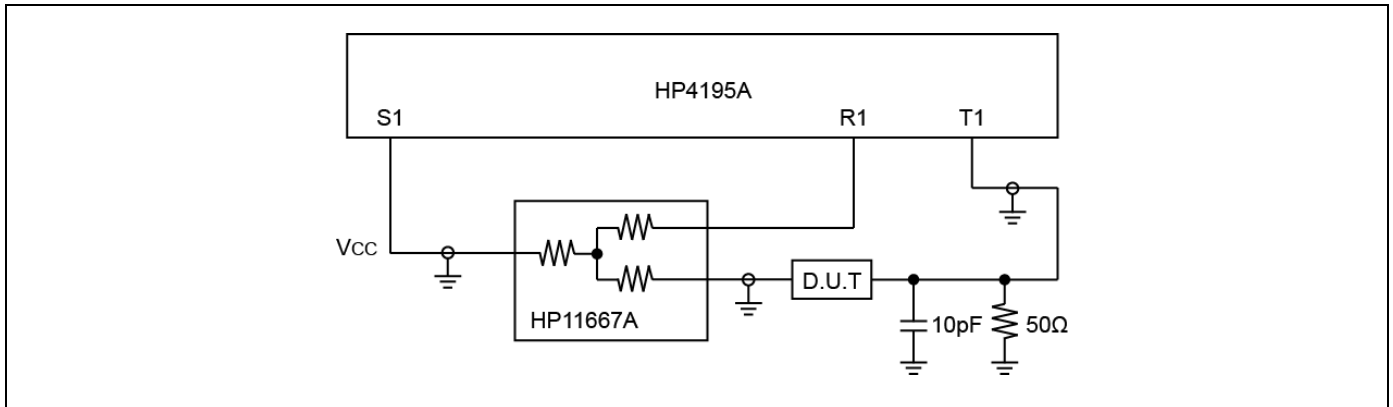 HP4195A
S1
R1
T1
VCC
HP11667A
D.U.T
10pF
50Ω